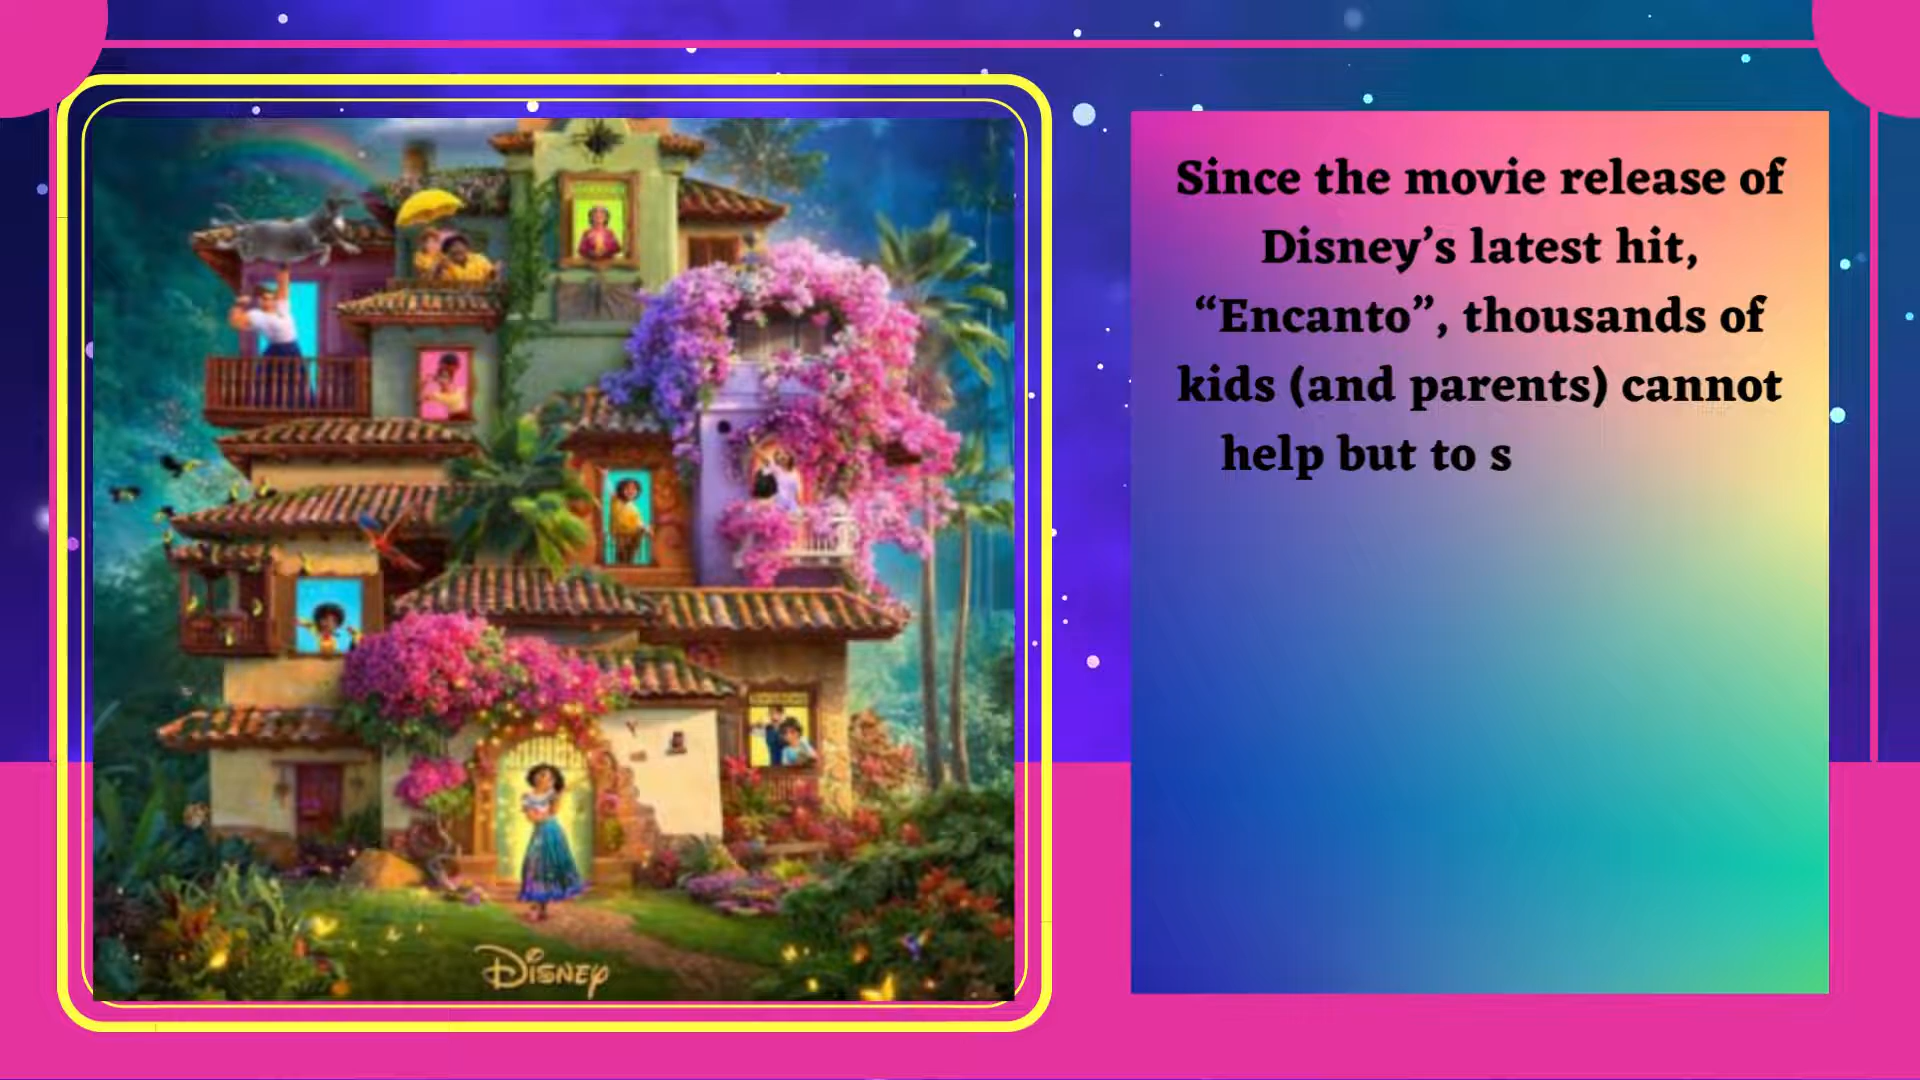 Since the movie release of
Disney’s latest hit,
“Encanto”, thousands of
kids (and parents) cannot
help but to s
Disney